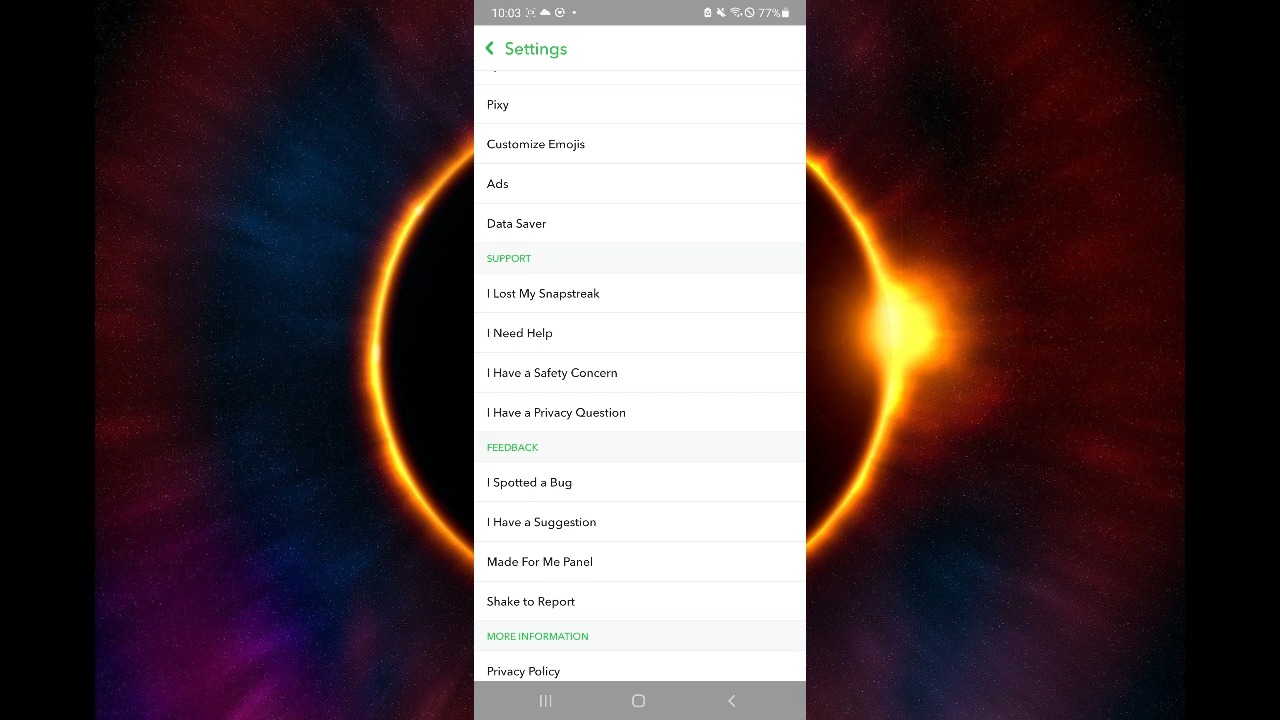 10:03 77%
Settings
Pixy
Customize Emojis
Ads
Data Saver
SUPPORT
I Lost My Snapstreak
I Need Help
I Have a Safety Concern
I Have a Privacy Question
FEEDBACK
I Spotted a Bug
I Have a Suggestion
Made For Me Panel
Shake to Report
MORE INFORMATION
Privacy Policy